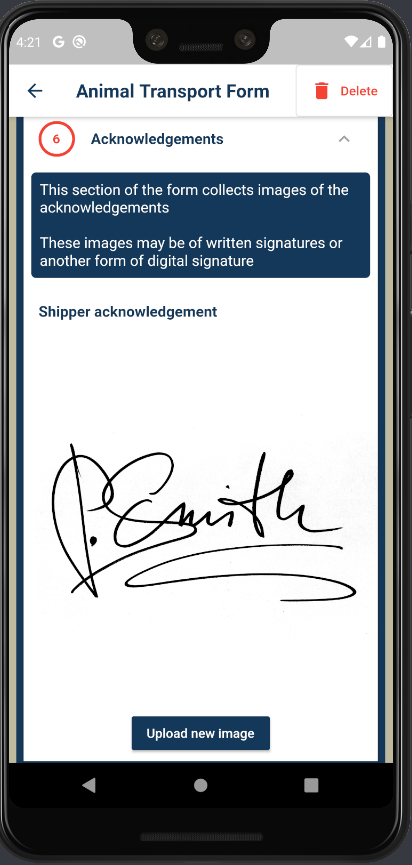 4:21 G
Animal Transport Form
Delete
6 Acknowledgements
This section of the form collects images of the
acknowledgements
These images may be of written signatures or
another form of digital signature
Shipper acknowledgement
P. Smith
Upload new image